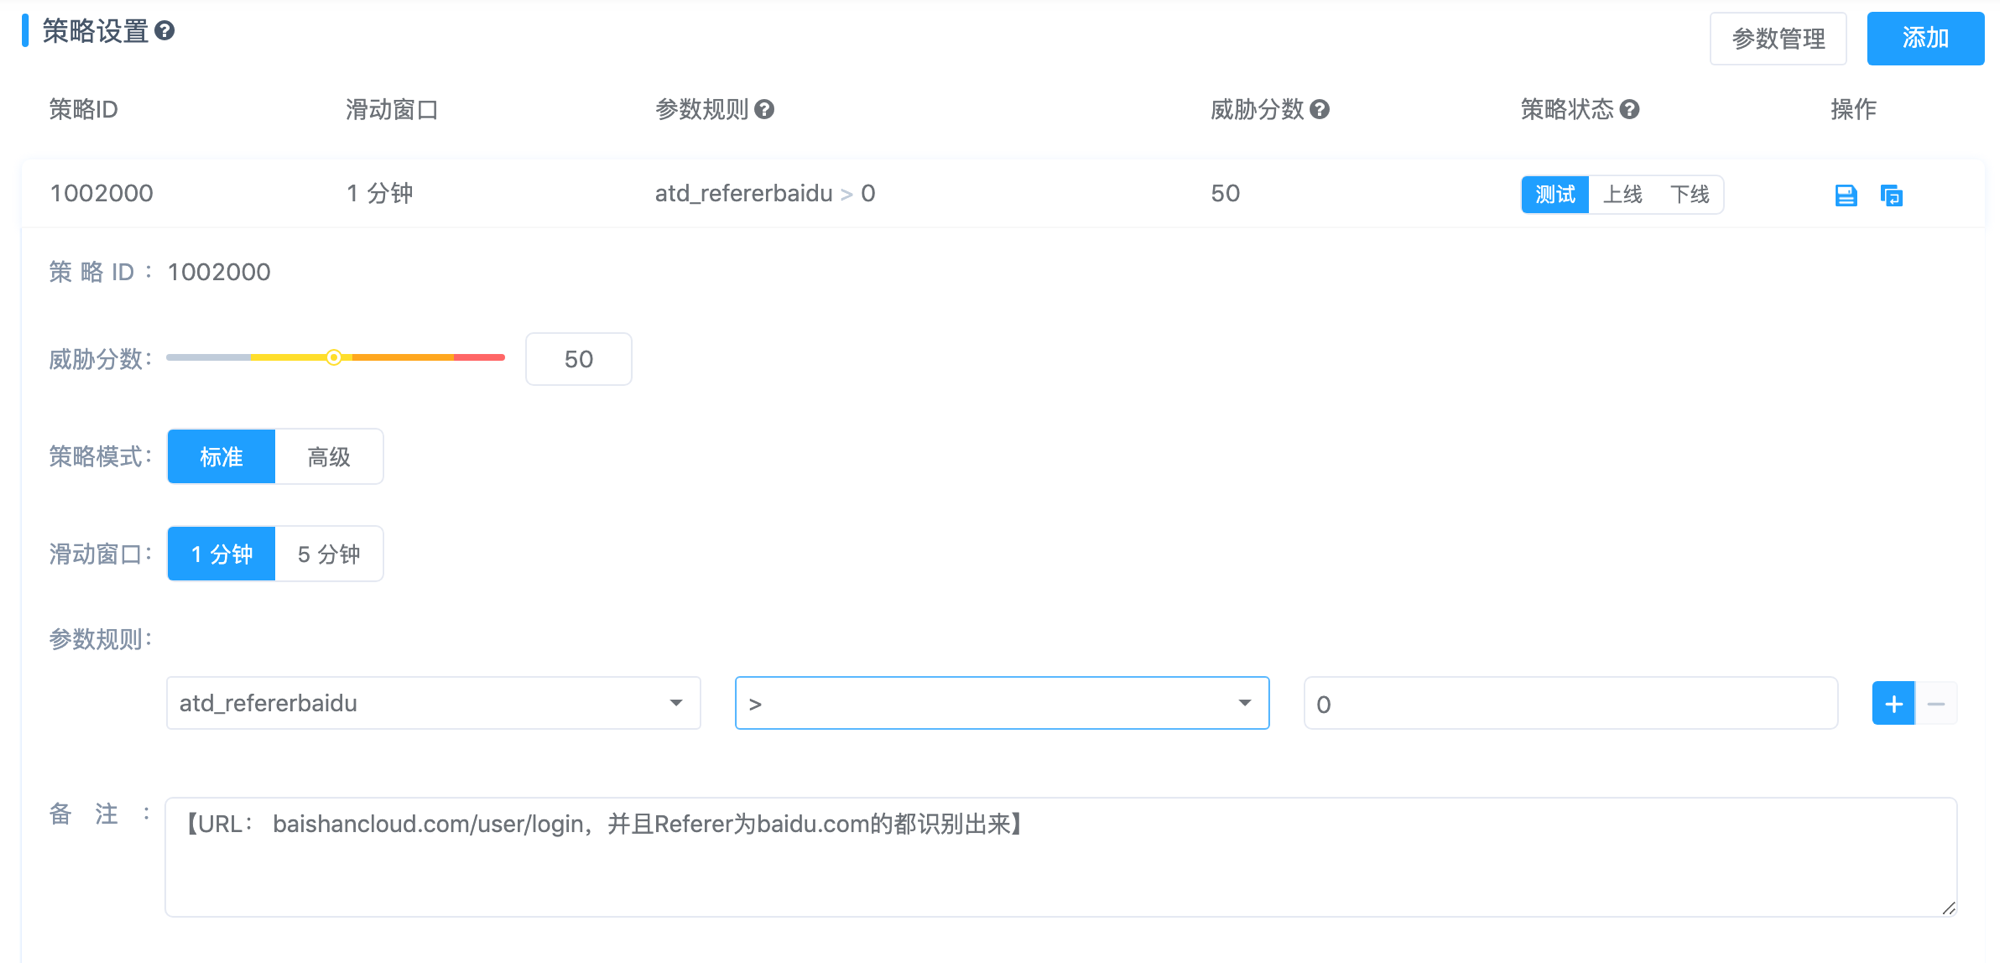 策略设置
参数管理
添加
策略ID 滑动窗口 参数规则 威胁分数 策略状态 操作
1002000 1 分钟 atd_refererbaidu > 0 50 测试 上线 下线
策 略 ID ： 1002000
威胁分数： 50
策略模式： 标准 高级
滑动窗口： 1 分钟 5 分钟
参数规则：
atd_refererbaidu > 0 + −
备 注 ： 【URL： baishancloud.com/user/login，并且Referer为baidu.com的都识别出来】